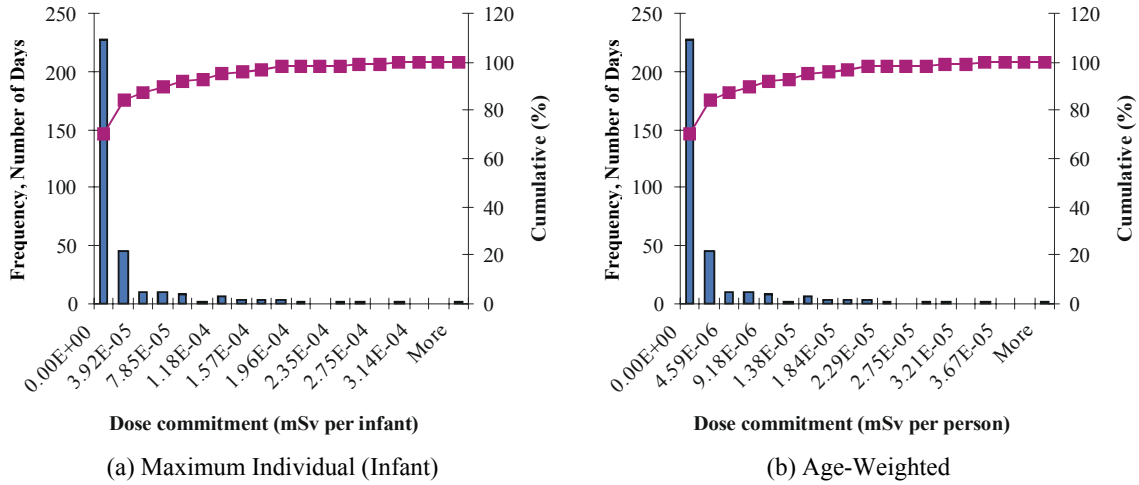 250
200
150
100
50
0
Frequency, Number of Days
120
100
80
60
40
20
0
Cumulative (%)
0.00E+00
3.92E-05
7.85E-05
1.18E-04
1.57E-04
1.96E-04
2.35E-04
2.75E-04
3.14E-04
More
Dose commitment (mSv per infant)
(a) Maximum Individual (Infant)
250
200
150
100
50
0
Frequency, Number of Days
120
100
80
60
40
20
0
Cumulative (%)
0.00E+00
4.59E-06
9.18E-06
1.38E-05
1.84E-05
2.29E-05
2.75E-05
3.21E-05
3.67E-05
More
Dose commitment (mSv per person)
(b) Age-Weighted